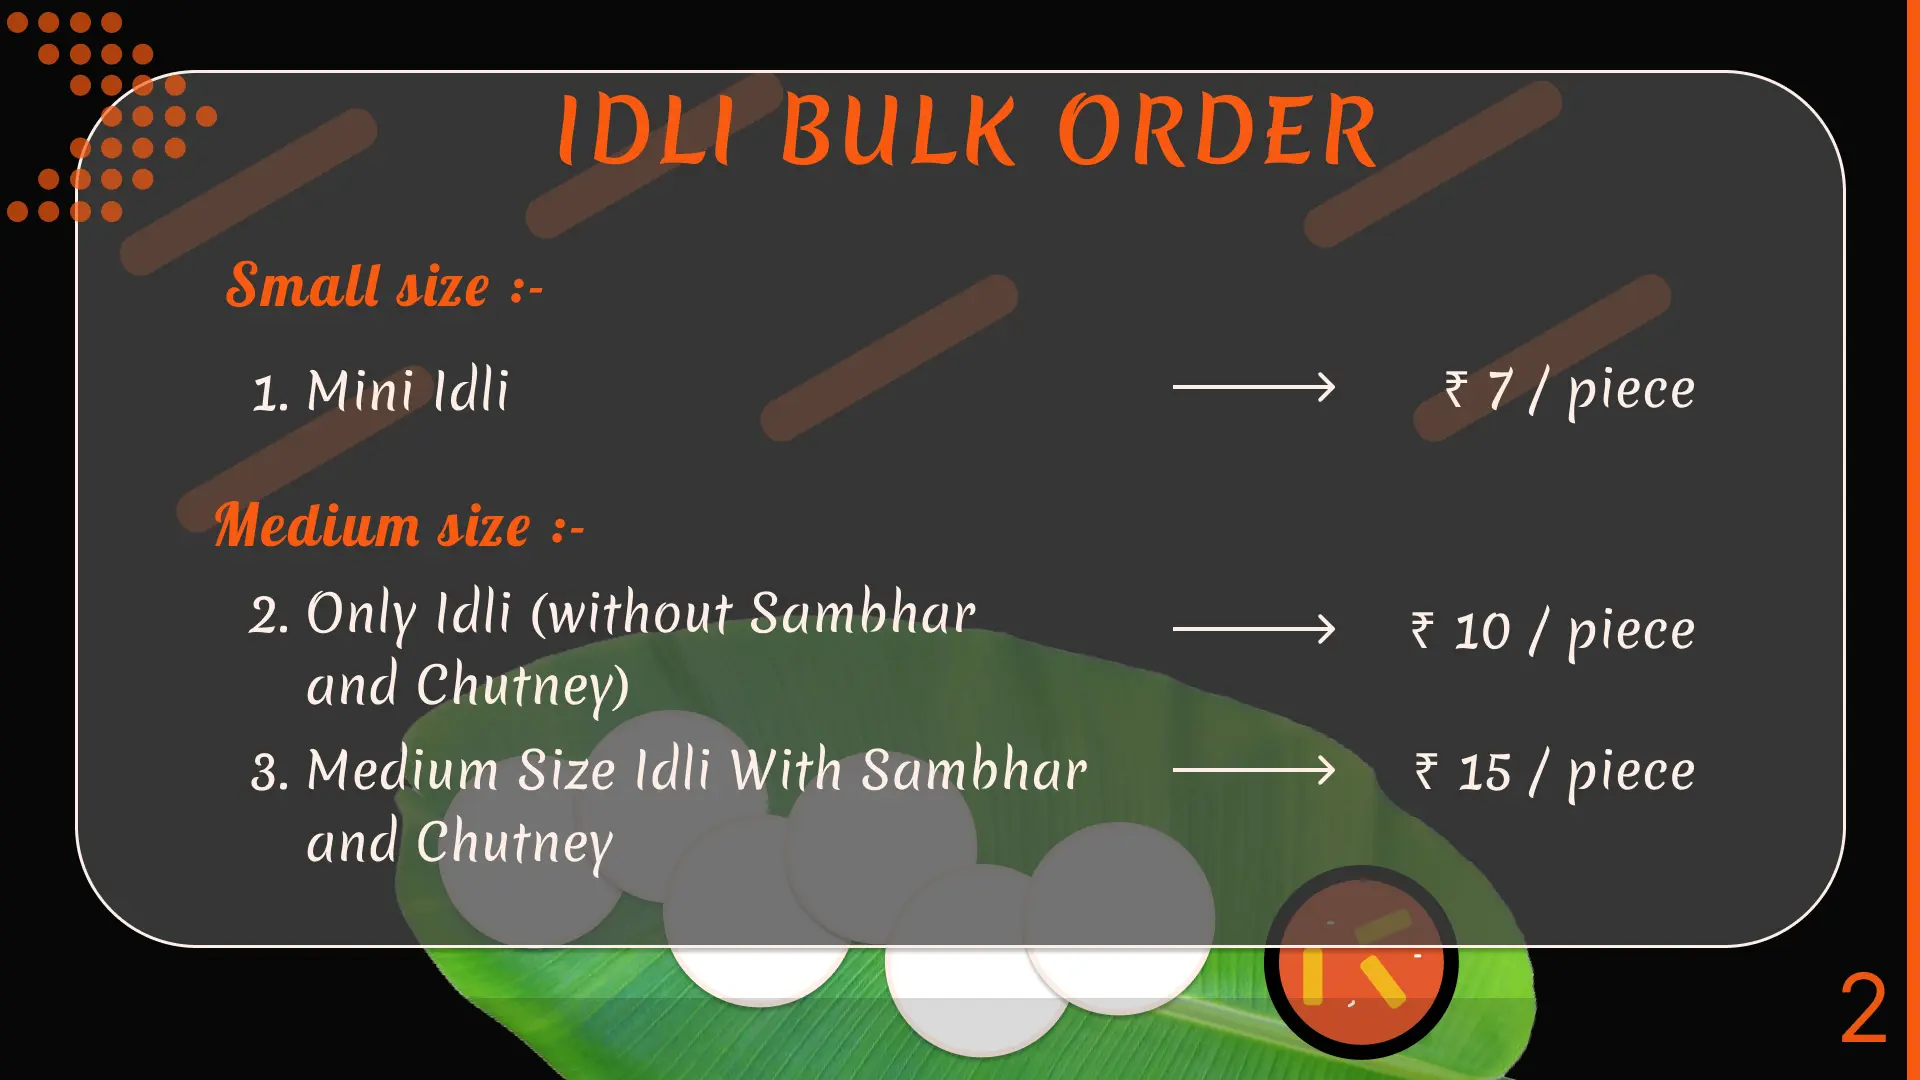 IDLI BULK ORDER
Small size :-
1. Mini Idli ₹ 7 / piece
Medium size :-
2. Only Idli (without Sambhar ₹ 10 / piece
and Chutney)
3. Medium Size Idli With Sambhar ₹ 15 / piece
and Chutney
2